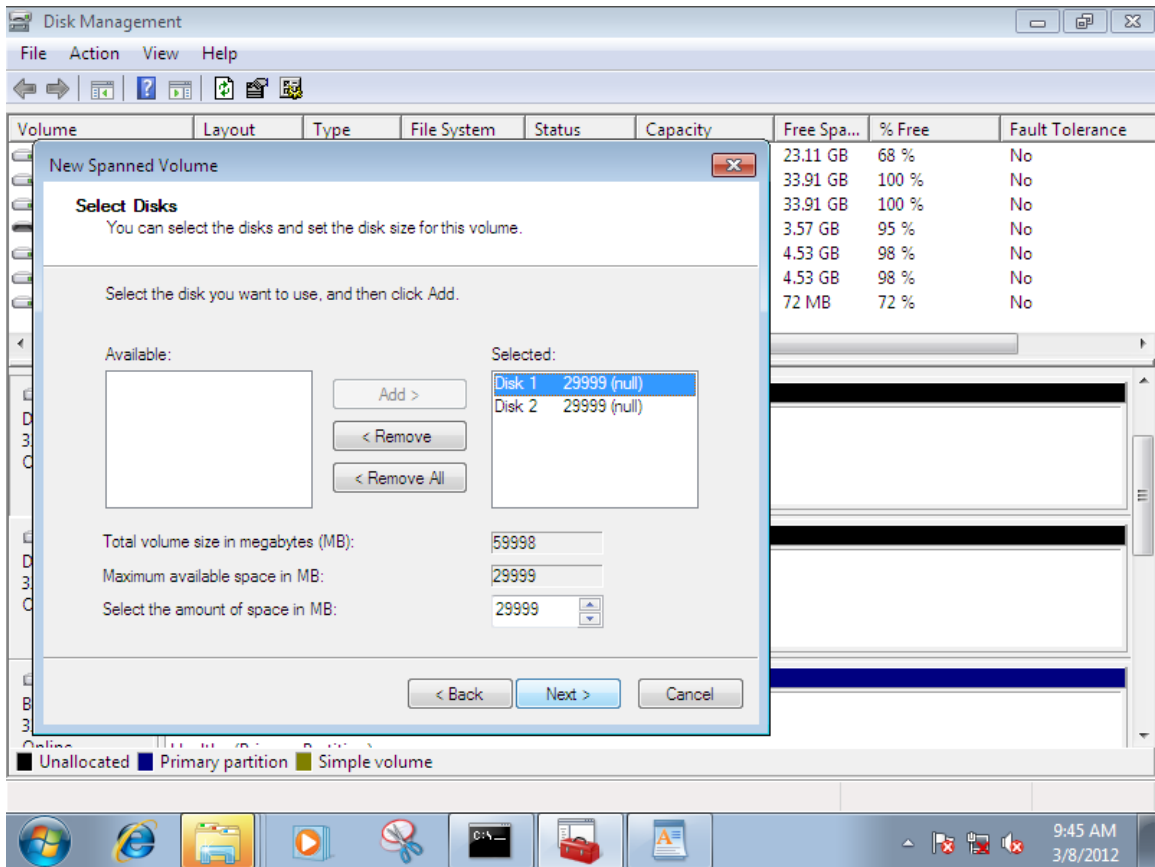 Disk Management
File Action View Help
Volume Layout Type File System Status Capacity Free Spa... % Free Fault Tolerance
23.11 GB 68 % No
33.91 GB 100 % No
33.91 GB 100 % No
3.57 GB 95 % No
4.53 GB 98 % No
4.53 GB 98 % No
72 MB 72 % No
New Spanned Volume
Select Disks
You can select the disks and set the disk size for this volume.
Select the disk you want to use, and then click Add.
Available:
Add >
< Remove
< Remove All
Selected:
Disk 1 29999 (null)
Disk 2 29999 (null)
Total volume size in megabytes (MB): 59998
Maximum available space in MB: 29999
Select the amount of space in MB: 29999
< Back Next > Cancel
D
3
D
3
B
3
Online
Unallocated Primary partition Simple volume
C:\_
A
9:45 AM
3/8/2012